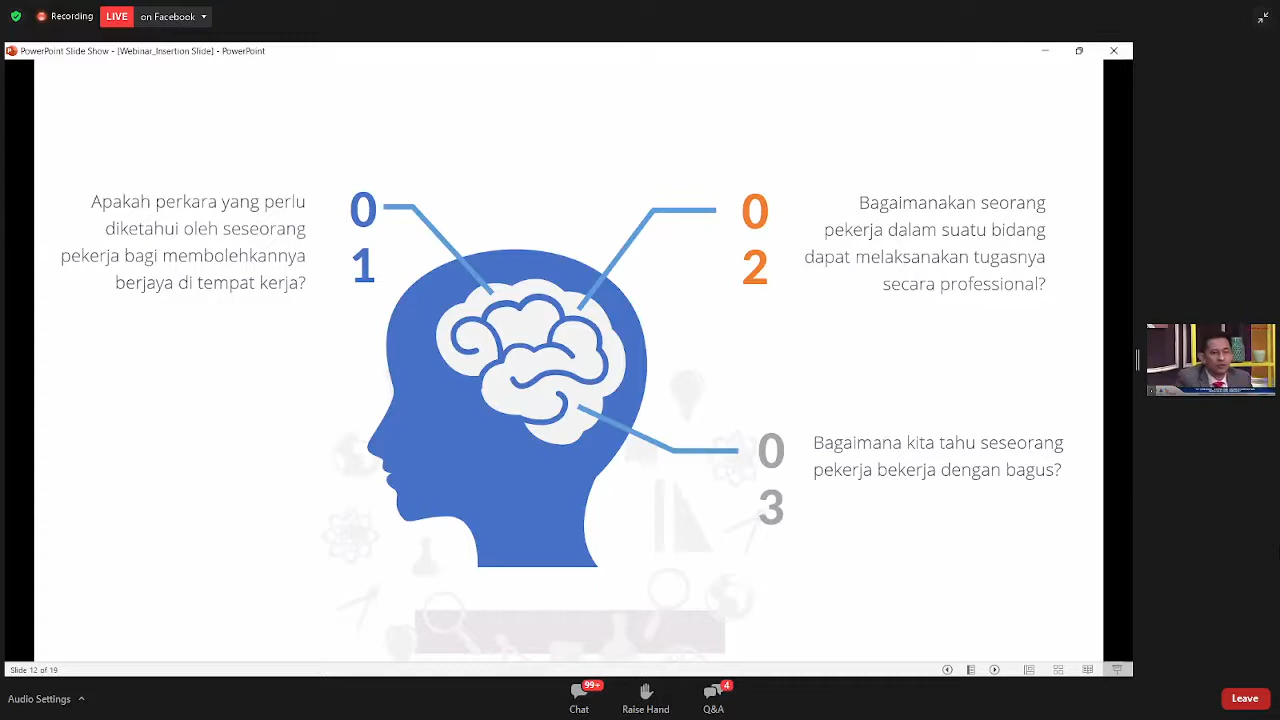 Recording
LIVE
on Facebook
PowerPoint Slide Show - [Webinar_Insertion Slide] - PowerPoint
Apakah perkara yang perlu
diketahui oleh seseorang
pekerja bagi membolehkannya
berjaya di tempat kerja?
0
1
0
2
Bagaimanakan seorang
pekerja dalam suatu bidang
dapat melaksanakan tugasnya
secara professional?
0
3
Bagaimana kita tahu seseorang
pekerja bekerja dengan bagus?
Slide 12 of 19
Audio Settings
99+
Chat
Raise Hand
4
Q&A
Leave